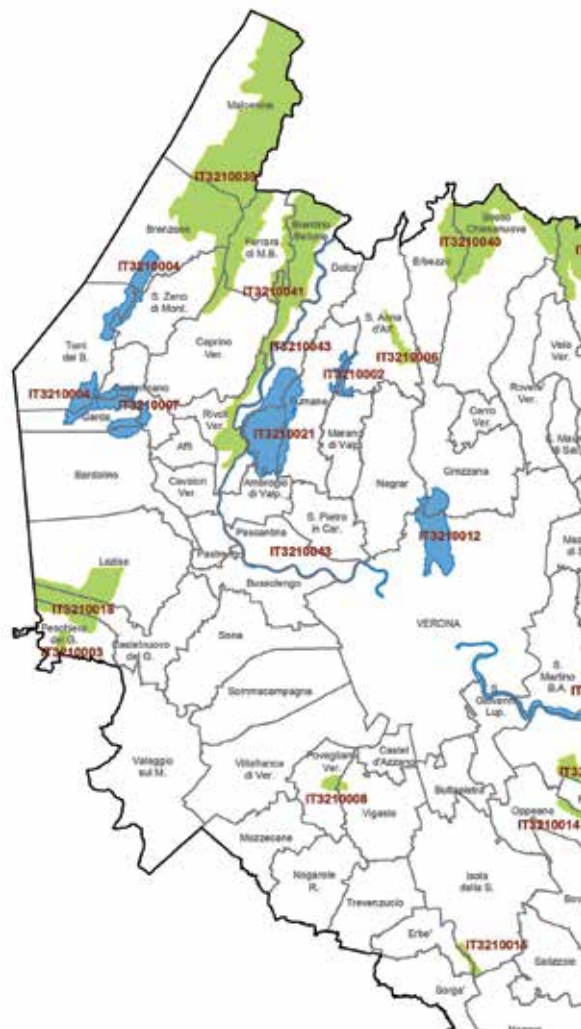 Malcesine
IT3210039
Brenzone
Brentino
Belluno
Ferrara
di M.B.
Bosco
Chiesanuova
IT3210040
Erbezzo
IT3210004
Dolce'
S. Zeno
di Mont.
IT3210041
S. Anna
d'Alf.
Torri
del B.
Caprino
Ver.
IT3210043
IT3210006
Velo
Ver.
IT3210002
IT3210004
IT3210007
Garda
Rivoli
Ver.
Fumane
Cerro
Ver.
Rovere'
Ver.
Affi
IT3210021
Marano
di Valp.
Bardolino
Cavaion
Ver.
Ambrogio
di Valp.
Negrar
Grezzana
S. Pietro
in Car.
Pescantina
IT3210043
IT3210012
Pastrengo
Lazise
Bussolengo
IT3210018
Peschiera
del G.
IT3210003
Castelnuovo
del G.
Sona
VERONA
S.
Martino
B.A.
S.
Giovanni
Lup.
Sommacampagna
Valeggio
sul M.
Villafranca
di Ver.
Povegliano
Ver.
Castel
d'Azzano
IT3210008
Vigasio
Buttapietra
Oppeano
IT3210014
Mozzecane
Nogarole
R.
Isola
della S.
Trevenzuolo
Erbe'
IT3210015
Salizzole
Sorga'